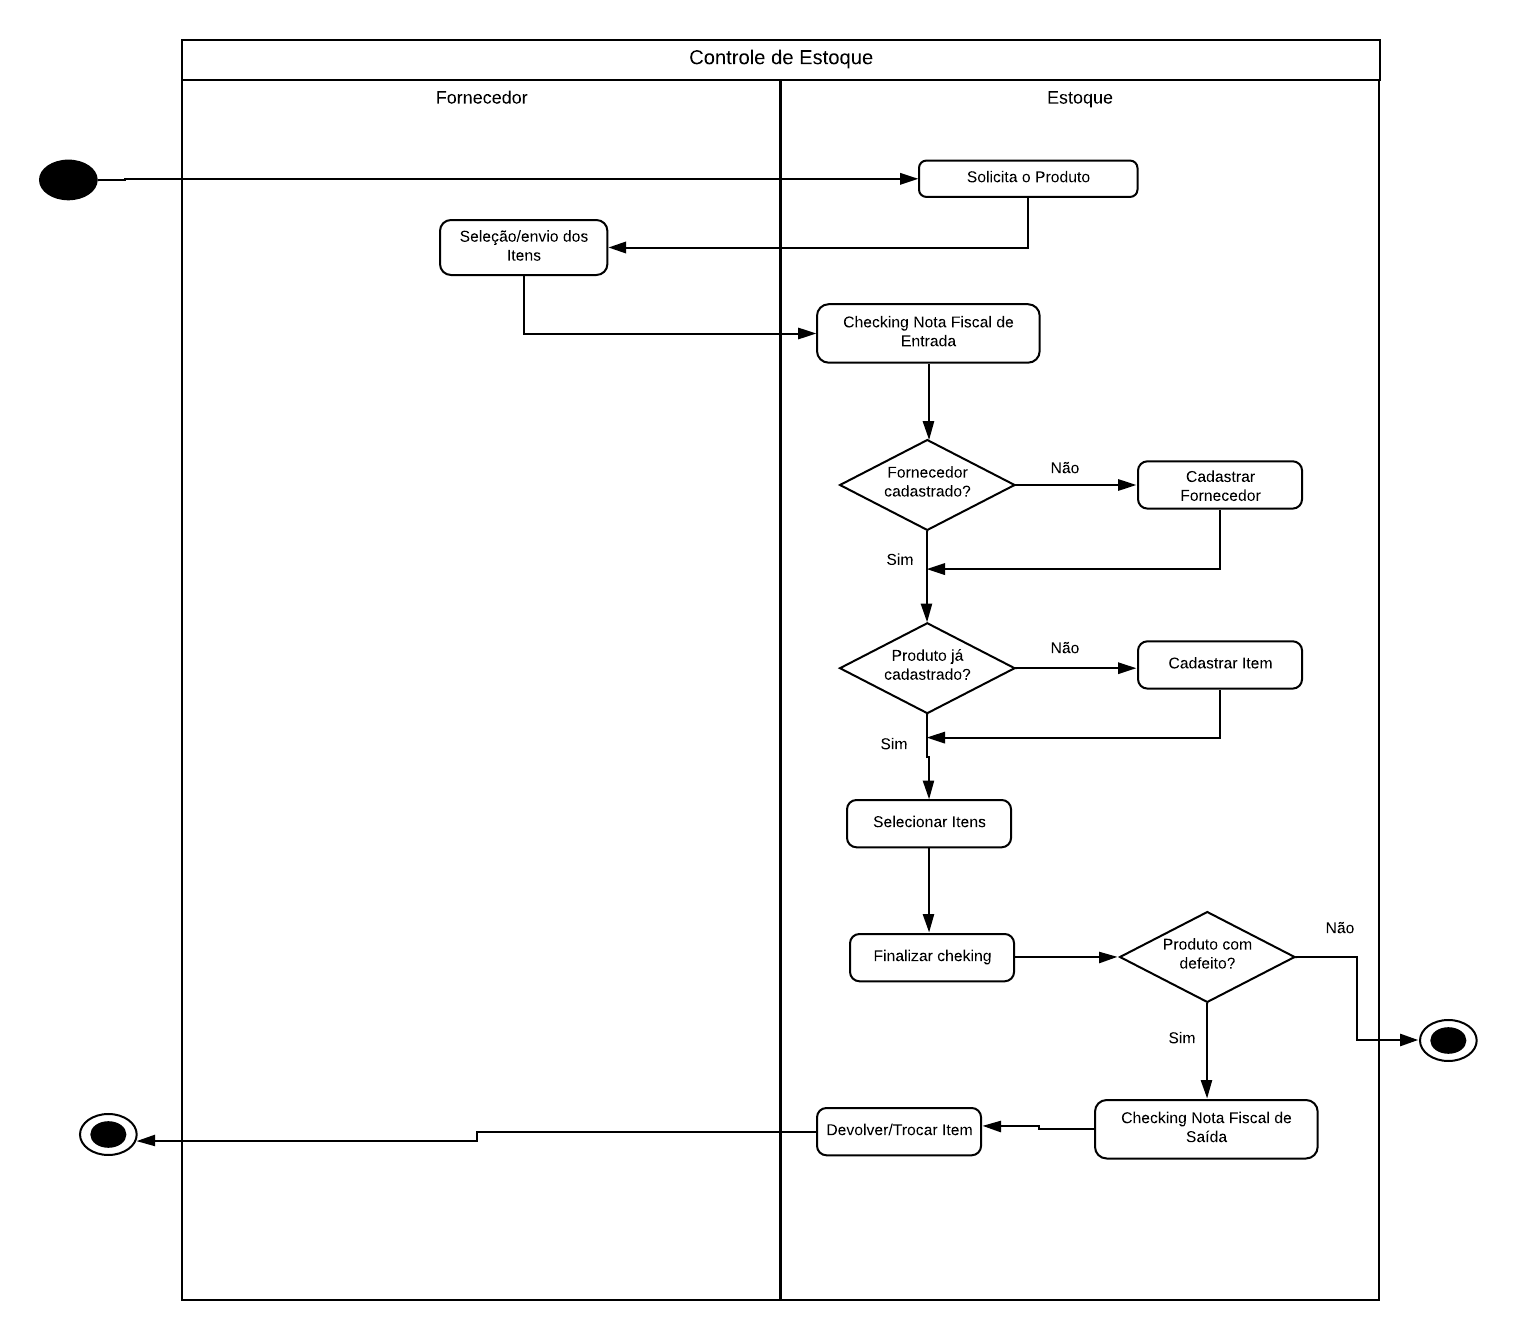 Controle de Estoque
Fornecedor
Estoque
Solicita o Produto
Seleção/envio dos
Itens
Checking Nota Fiscal de
Entrada
Fornecedor
cadastrado?
Não
Cadastrar
Fornecedor
Sim
Produto já
cadastrado?
Não
Cadastrar Item
Sim
Selecionar Itens
Finalizar cheking
Produto com
defeito?
Não
Sim
Checking Nota Fiscal de
Saída
Devolver/Trocar Item